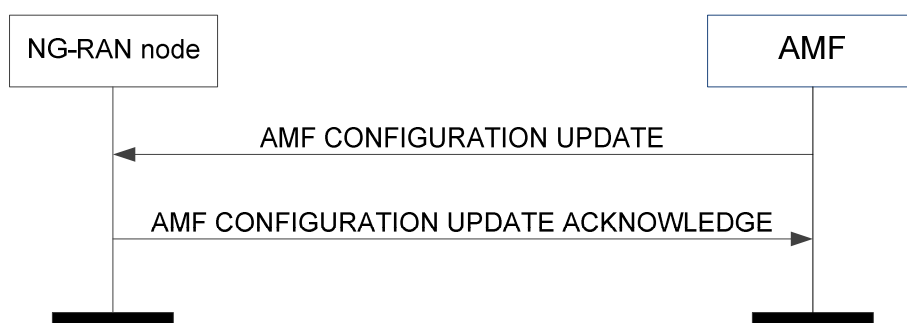 NG-RAN node
AMF
AMF CONFIGURATION UPDATE
AMF CONFIGURATION UPDATE ACKNOWLEDGE